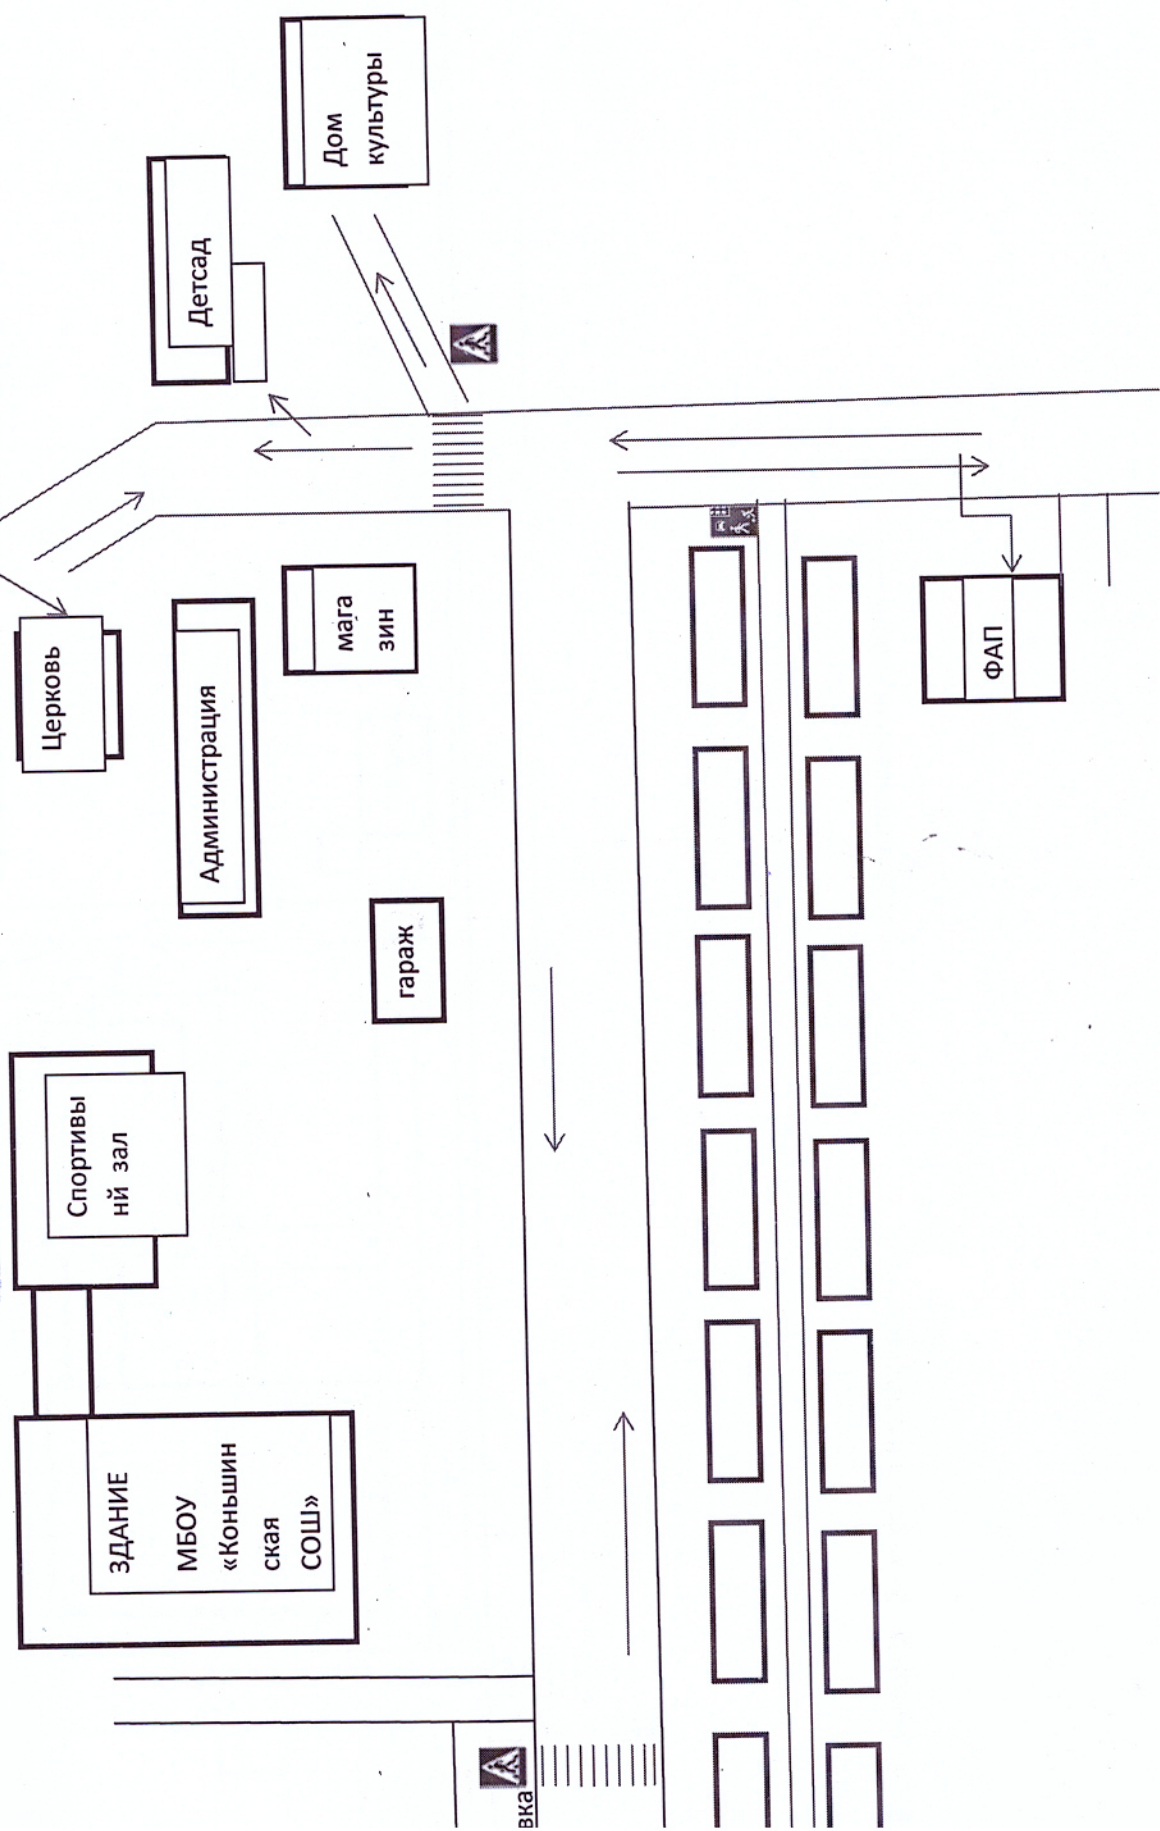 Дом
культуры
Детсад
Церковь
Администрация
мага
зин
гараж
ФАП
Спортивы
нй зал
ЗДАНИЕ
МБОУ
«Коньшин
ская
СОШ»
вка